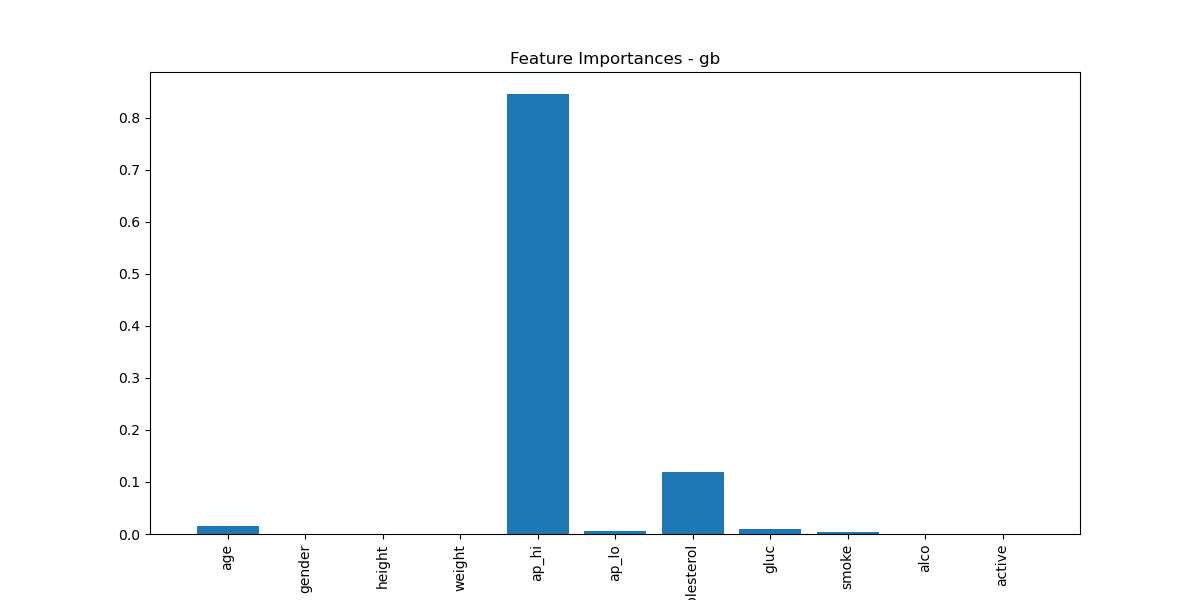 Feature Importances - gb
0.8
0.7
0.6
0.5
0.4
0.3
0.2
0.1
0.0
age
gender
height
weight
ap_hi
ap_lo
olesterol
gluc
smoke
alco
active